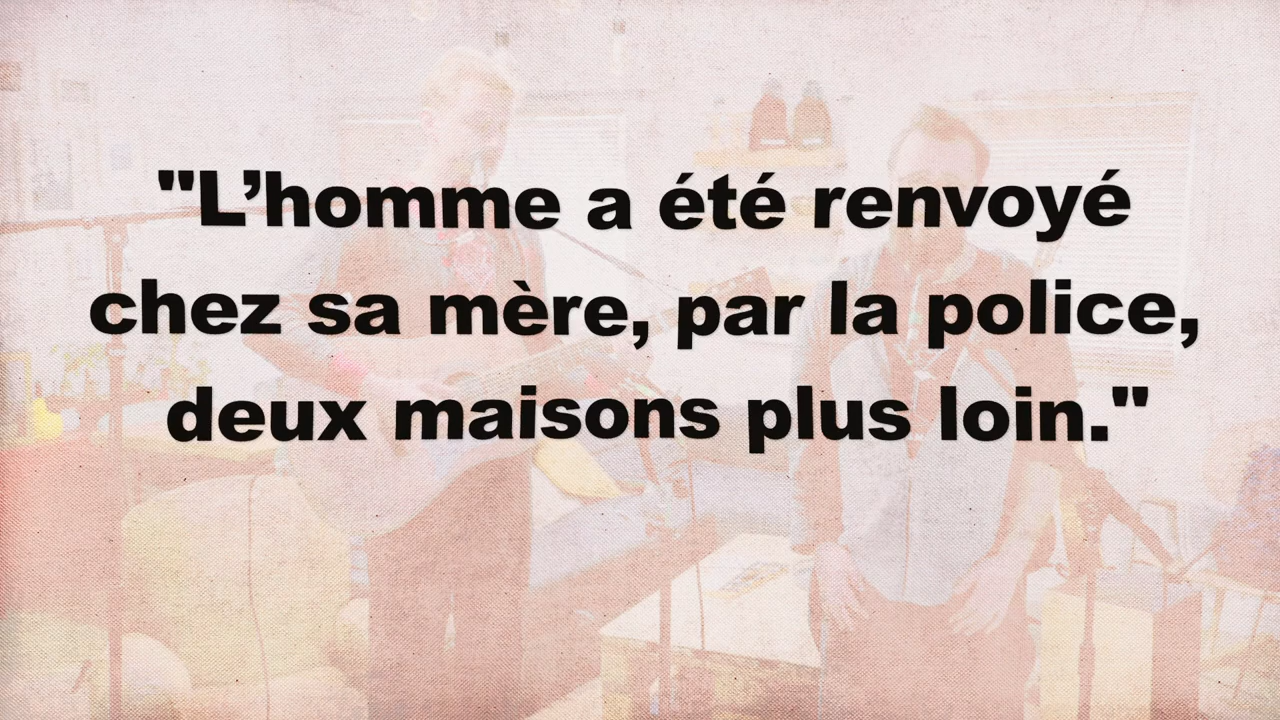 "L’homme a été renvoyé
chez sa mère, par la police,
deux maisons plus loin."